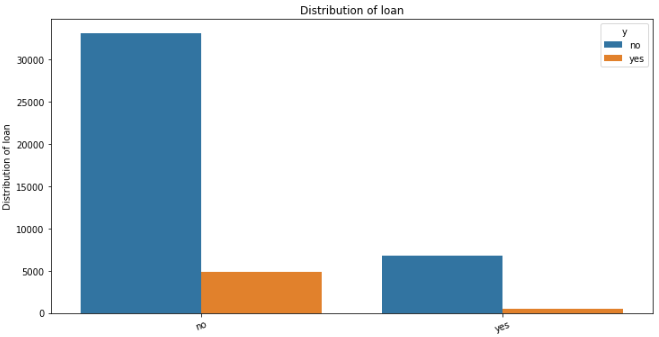 Distribution of loan
y
no
yes
Distribution of loan
30000
25000
20000
15000
10000
5000
0
no
yes